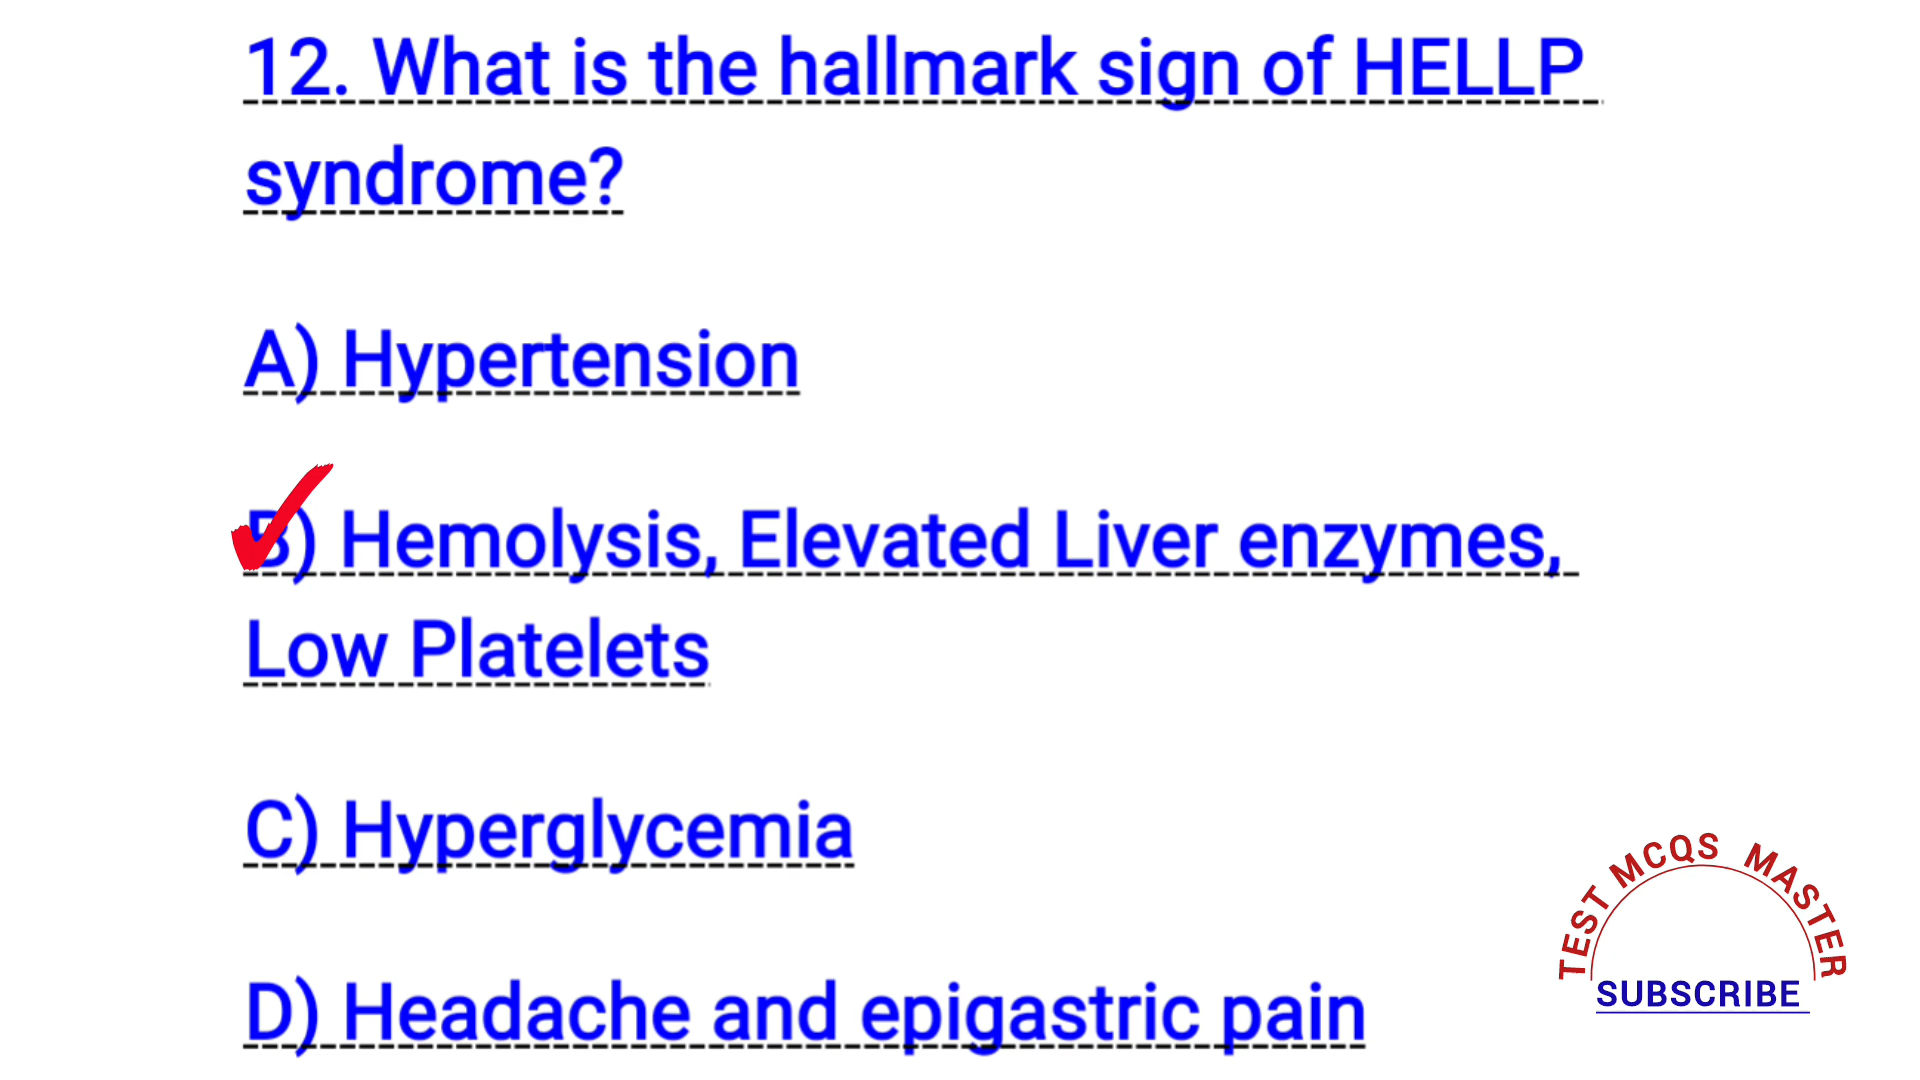 12. What is the hallmark sign of HELLP
syndrome?
A) Hypertension
B) Hemolysis, Elevated Liver enzymes,
Low Platelets
C) Hyperglycemia
D) Headache and epigastric pain
TEST MCQS MASTER
SUBSCRIBE